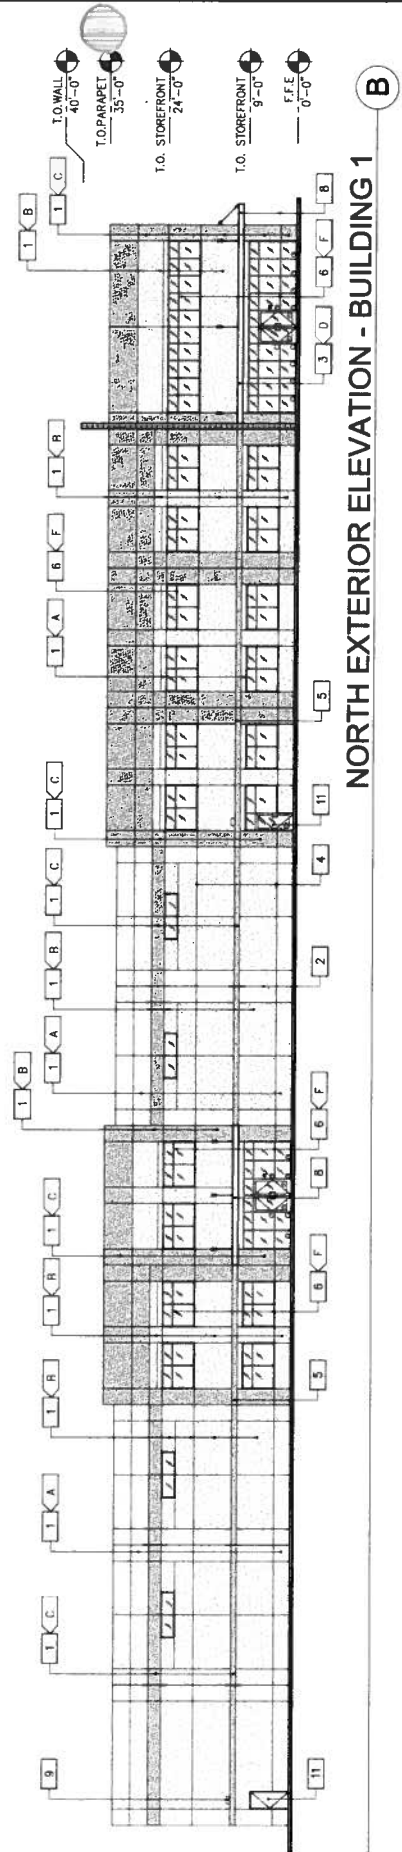 9
1 C
1 A
1 B
1 B
1 C
1 B
1 A
1 B
1 C
1 C
1 A
6 F
1 B
1 B
1 C
T.O.WALL
40'-0"
T.O.PARAPET
35'-0"
T.O. STOREFRONT
24'-0"
T.O. STOREFRONT
9'-0"
F.F.E
0'-0"
11
5
6 F
8
6 F
2
4
11
5
3 D
6 F
8
NORTH EXTERIOR ELEVATION - BUILDING 1
B